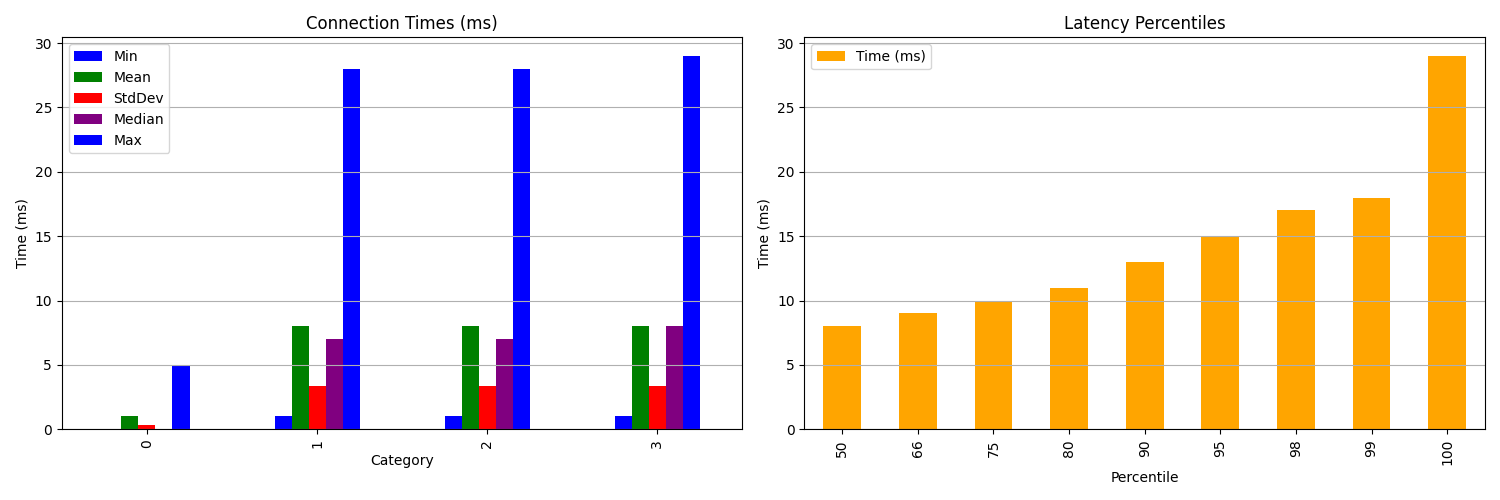 Connection Times (ms)
Min
Mean
StdDev
Median
Max
30
25
20
15
10
5
0
Time (ms)
0
1
2
3
Category
Latency Percentiles
Time (ms)
30
25
20
15
10
5
0
Time (ms)
50
66
75
80
90
95
98
99
100
Percentile